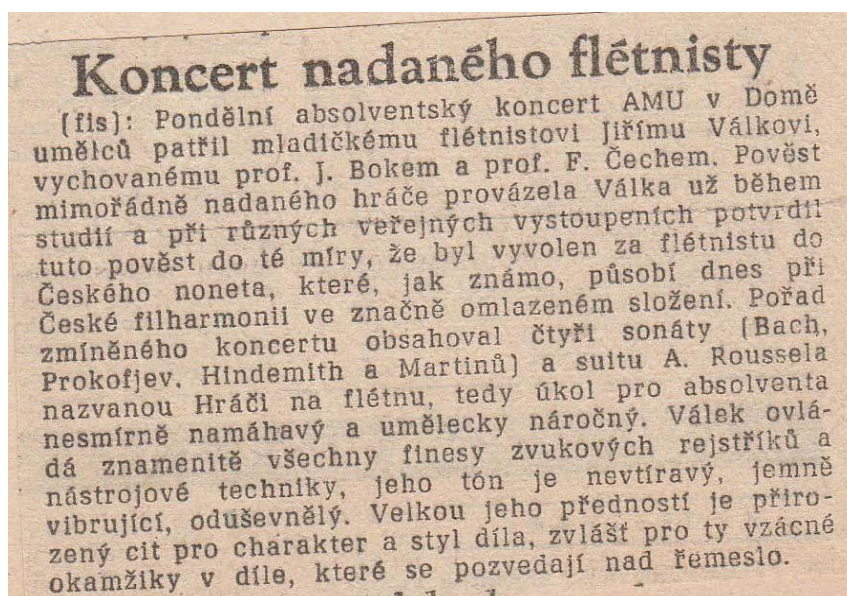 Koncert nadaného flétnisty
(fis): Pondělní absolventský koncert AMU v Domě
umělců patřil mladičkému flétnistovi Jiřímu Válkovi,
vychovanému prof. J. Bokem a prof. F. Čechem. Pověst
mimořádně nadaného hráče provázela Válka už během
studií a při různých veřejných vystoupeních potvrdil
tuto pověst do té míry, že byl vyvolen za flétnistu do
Českého noneta, které, jak známo, působí dnes při
České filharmonii ve značně omlazeném složení. Pořad
zmíněného koncertu obsahoval čtyři sonáty (Bach,
Prokofjev, Hindemith a Martinů) a suitu A. Roussela
nazvanou Hráči na flétnu, tedy úkol pro absolventa
nesmírně namáhavý a umělecky náročný. Válek ovlá-
dá znamenitě všechny finesy zvukových rejstříků a
nástrojové techniky, jeho tón je nevtíravý, jemně
vibrující, oduševnělý. Velkou jeho předností je přiro-
zený cit pro charakter a styl díla, zvlášť pro ty vzácné
okamžiky v díle, které se pozvedají nad řemeslo.